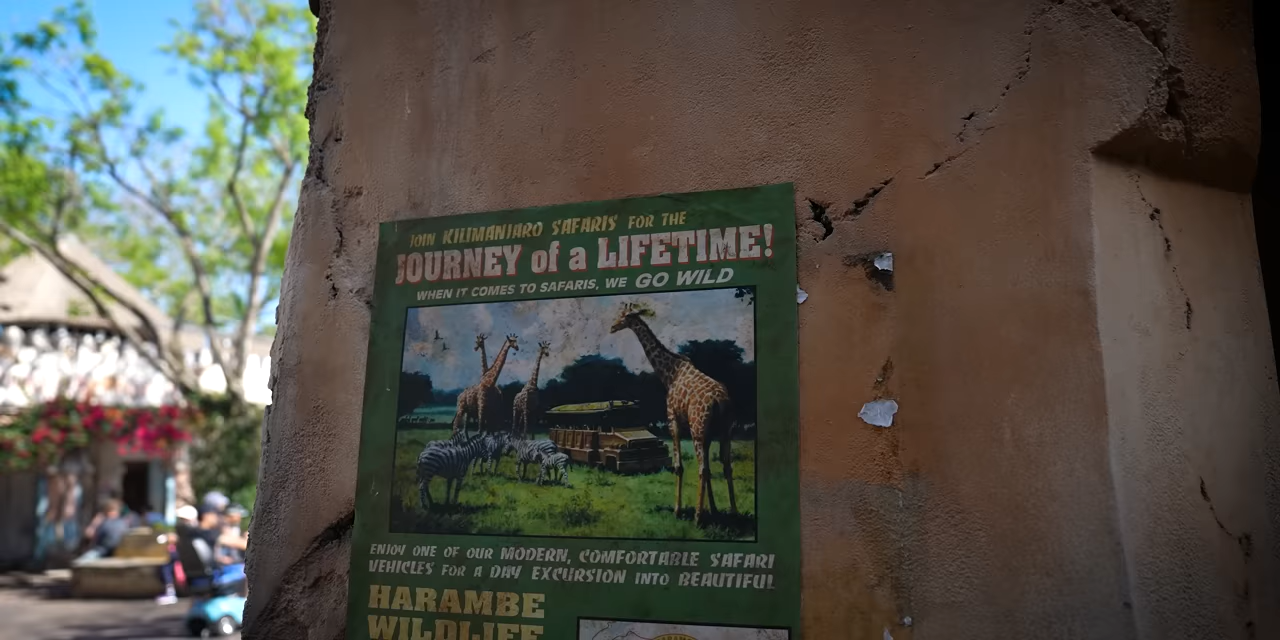 JOIN KILIMANJARO SAFARIS FOR THE
JOURNEY of a LIFETIME!
WHEN IT COMES TO SAFARIS, WE GO WILD
ENJOY ONE OF OUR MODERN, COMFORTABLE SAFARI
VEHICLES FOR A DAY EXCURSION INTO BEAUTIFUL
HARAMBE
WILDLIFE